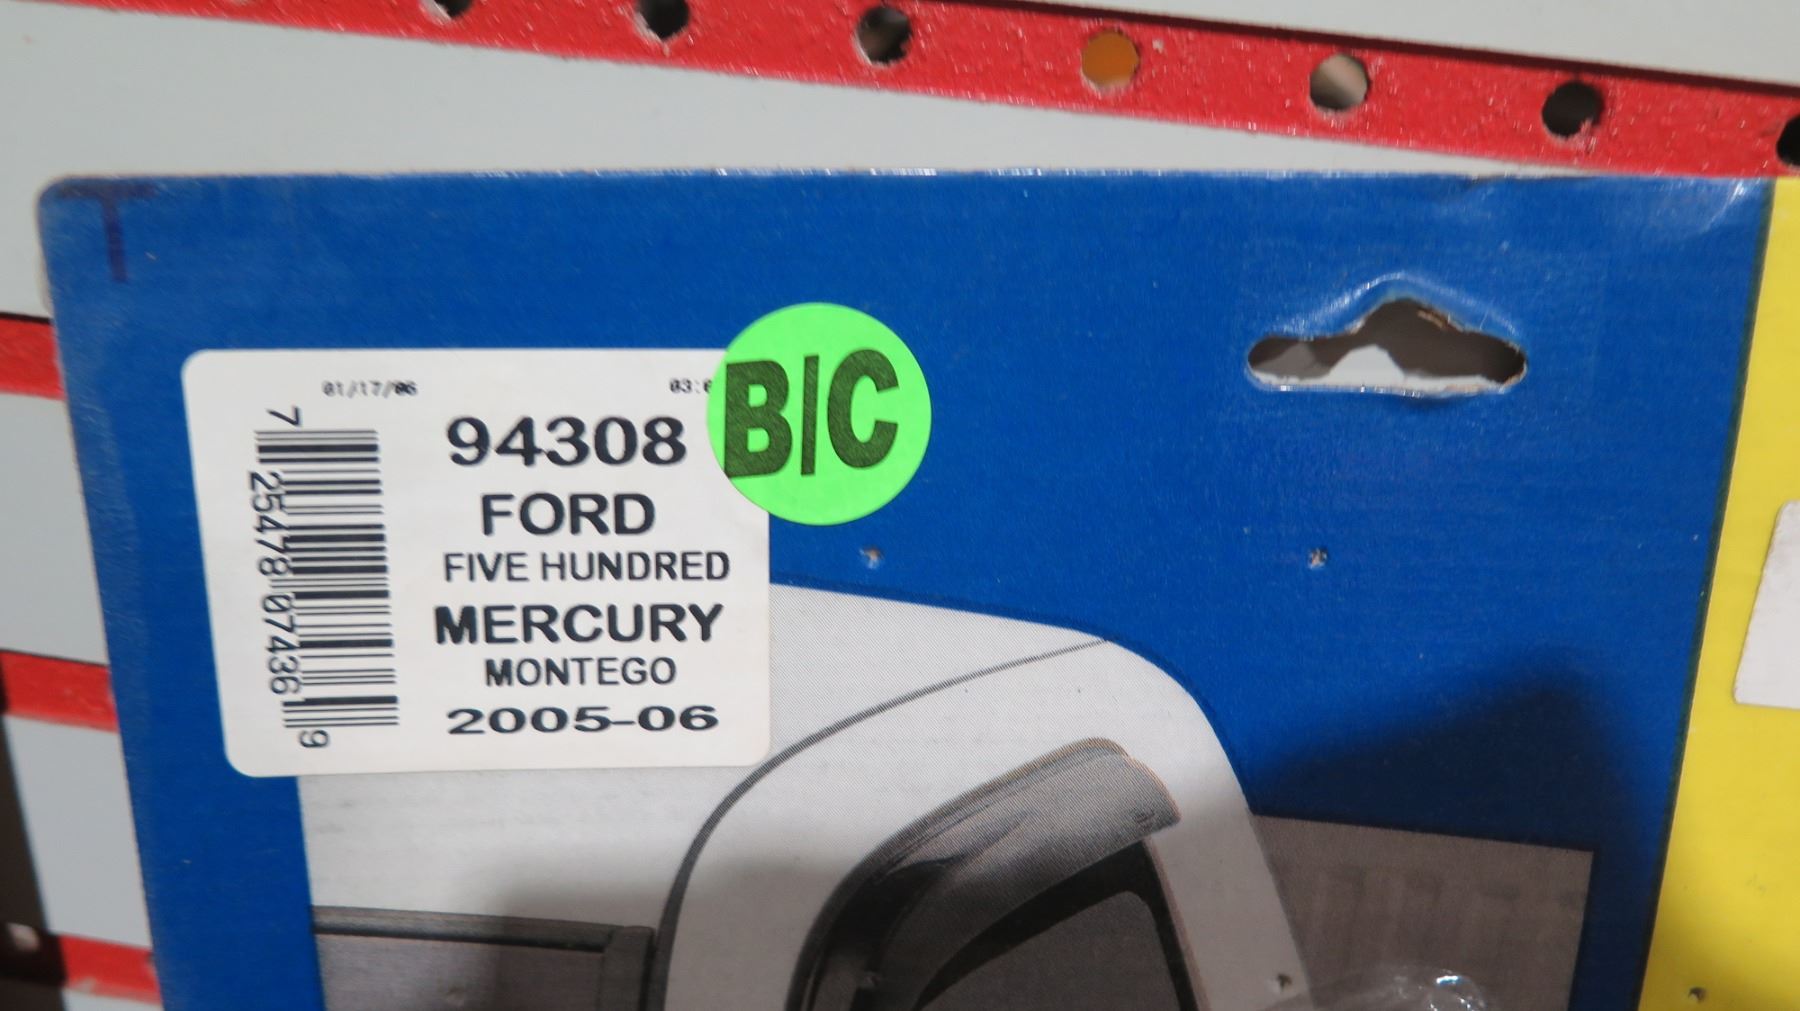 01/17/06
94308
B/C
FORD
FIVE HUNDRED
MERCURY
MONTEGO
2005-06
7 25478 07436 9